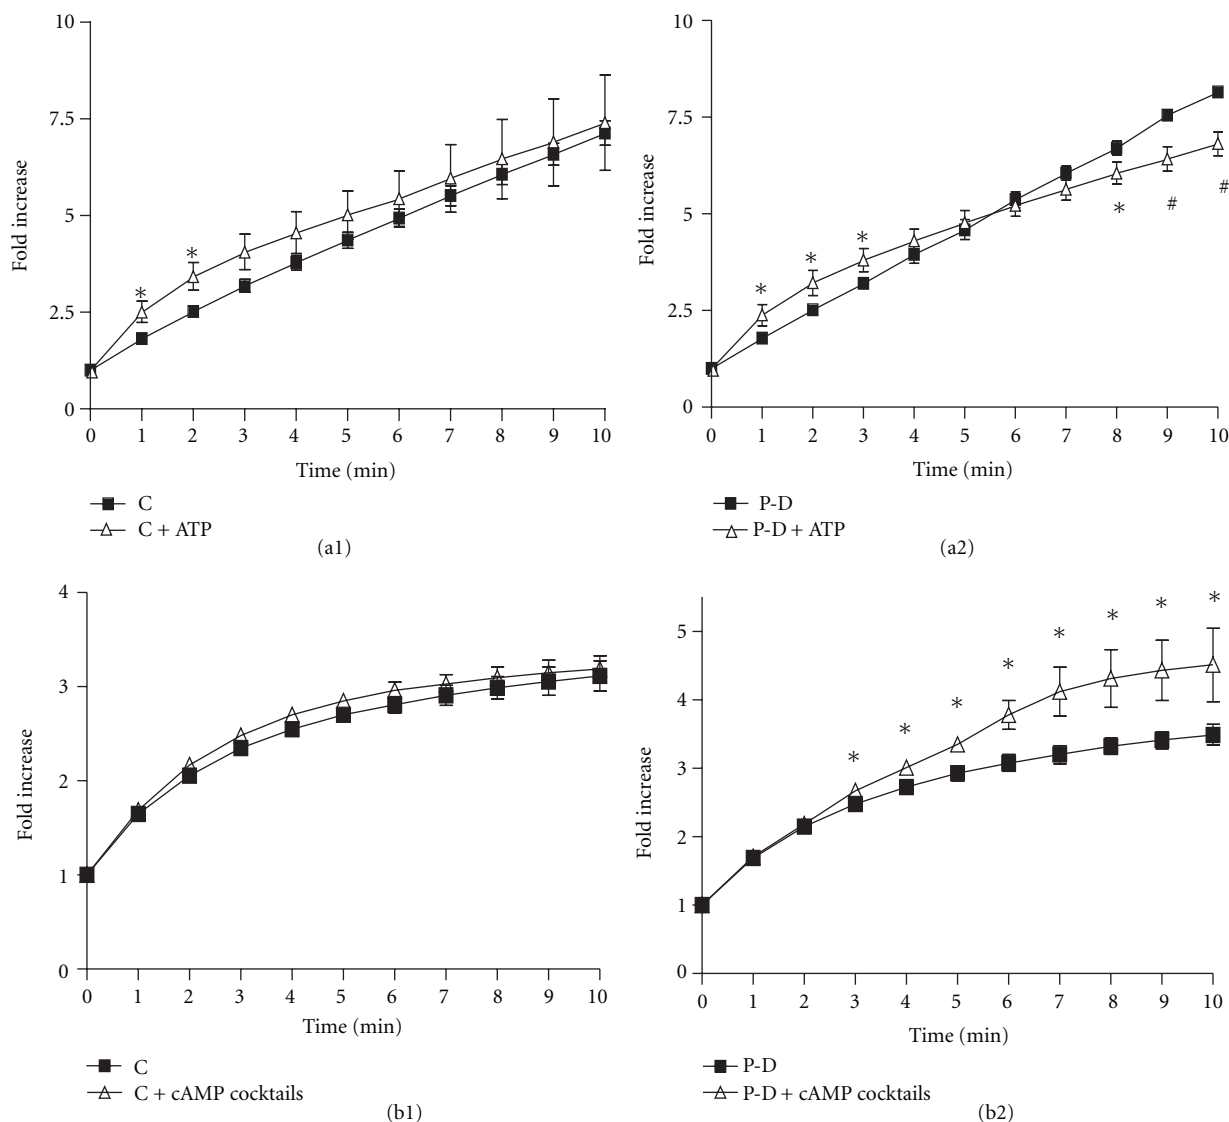 10
7.5
5
2.5
0
Fold increase
* *
0 1 2 3 4 5 6 7 8 9 10
Time (min)
C
C + ATP
(a1)
10
7.5
5
2.5
0
Fold increase
* * * * # #
0 1 2 3 4 5 6 7 8 9 10
Time (min)
P-D
P-D + ATP
(a2)
4
3
2
1
0
Fold increase
0 1 2 3 4 5 6 7 8 9 10
Time (min)
C
C + cAMP cocktails
(b1)
5
4
3
2
1
0
Fold increase
* * * * * * * *
0 1 2 3 4 5 6 7 8 9 10
Time (min)
P-D
P-D + cAMP cocktails
(b2)